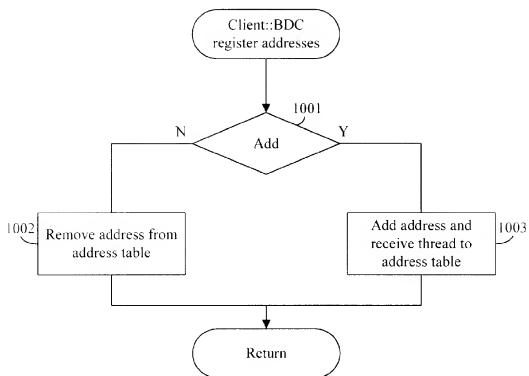 Client::BDC
register addresses
1001
N
Add
Y
1002
Remove address from
address table
Add address and
receive thread to
address table
1003
Return